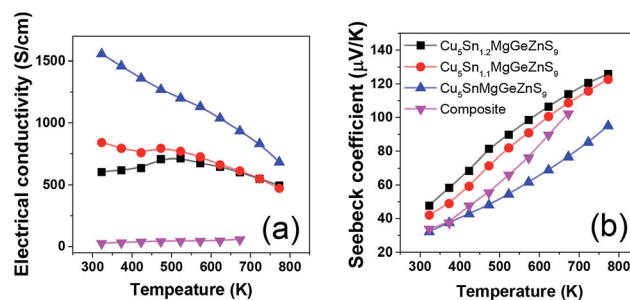 Electrical conductivity (S/cm)
1500
1000
500
0
300 400 500 600 700 800
Tempeature (K)
(a)
Seebeck coefficient (μV/K)
140
120
100
80
60
40
20
0
300 400 500 600 700 800
Temperature (K)
Cu₅Sn₁.₂MgGeZnS₉
Cu₅Sn₁.₁MgGeZnS₉
Cu₅SnMgGeZnS₉
Composite
(b)